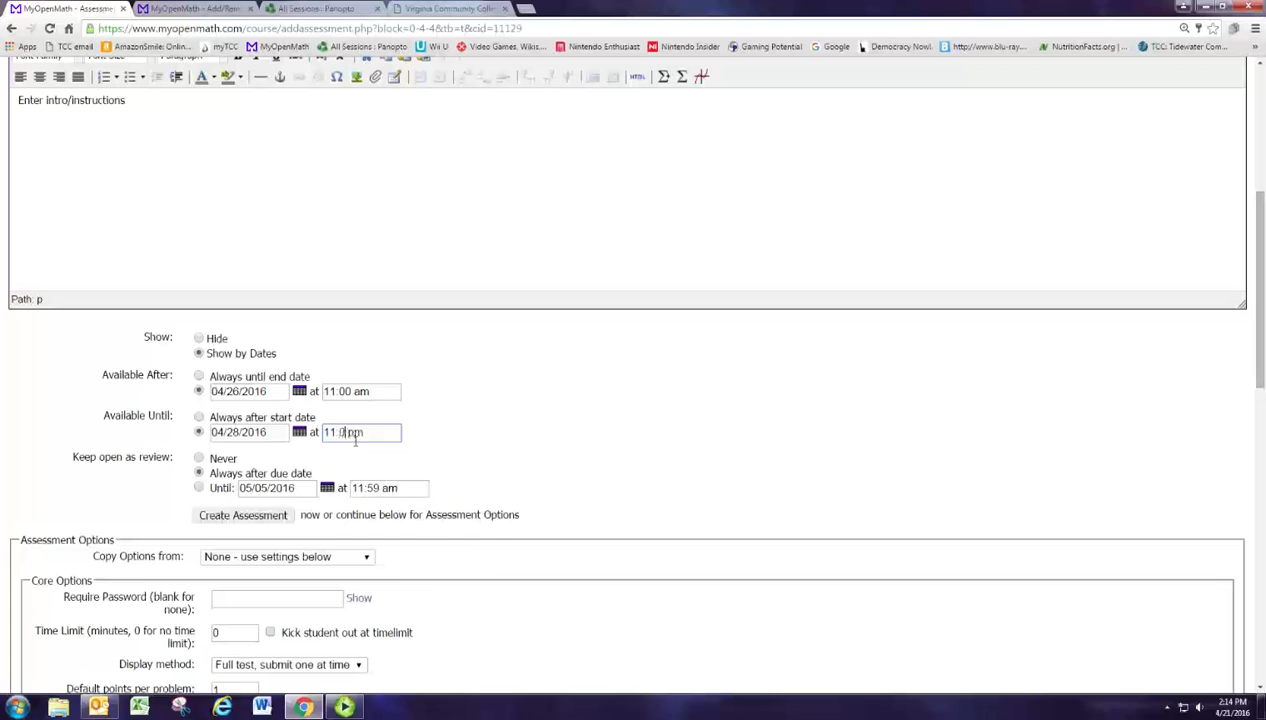 MyOpenMath - Assessme
MyOpenMath - Add/Rem
All Sessions : Panopto
Virginia Community Colle
https://www.myopenmath.com/course/addassessment.php?block=0-4-4&tb=t&cid=11129
Apps
TCC email
AmazonSmile: Onlin...
myTCC
MyOpenMath
All Sessions : Panopto
Wii U
Video Games, Wikis...
Nintendo Enthusiast
Nintendo Insider
Gaming Potential
Google
Democracy Now!
http://www.blu-ray...
NutritionFacts.org |...
TCC: Tidewater Com...
HTML
Enter intro/instructions
Path: p
Show:
Hide
Show by Dates
Available After:
Always until end date
04/26/2016 at 11:00 am
Available Until:
Always after start date
04/28/2016 at 11:0 pm
Keep open as review:
Never
Always after due date
Until: 05/05/2016 at 11:59 am
Create Assessment now or continue below for Assessment Options
Assessment Options
Copy Options from: None - use settings below
Core Options
Require Password (blank for none): Show
Time Limit (minutes, 0 for no time limit): 0 Kick student out at timelimit
Display method: Full test, submit one at time
Default points per problem: 1
2:14 PM
4/21/2016